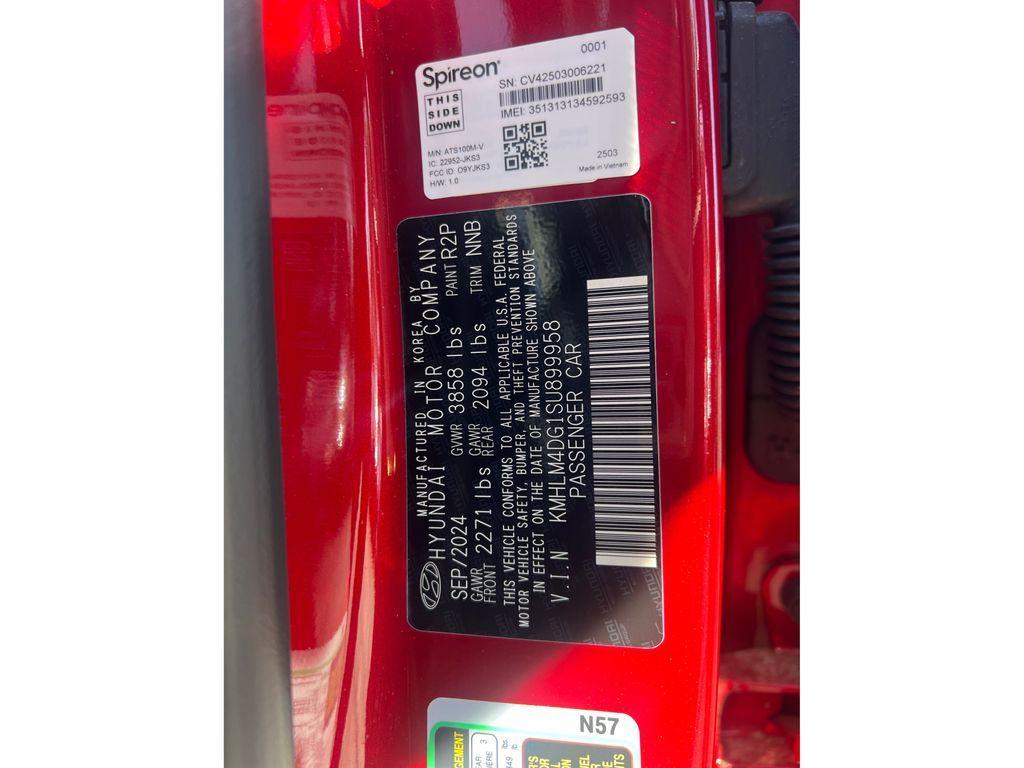 0001
Spireon
SN: CV42503006221
THIS
SIDE
DOWN
IMEI: 351313134592593
M/N: ATS100M-V
IC: 22952-JKS3
FCC ID: O9YJKS3
H/W: 1.0
2503
Made in Vietnam
MANUFACTURED IN KOREA BY
HYUNDAI MOTOR COMPANY
SEP/2024 GVWR 3858 lbs PAINT R2P
GAWR FRONT 2271 lbs GAWR REAR 2094 lbs TRIM NNB
THIS VEHICLE CONFORMS TO ALL APPLICABLE U.S.A. FEDERAL
MOTOR VEHICLE SAFETY, BUMPER, AND THEFT PREVENTION STANDARDS
IN EFFECT ON THE DATE OF MANUFACTURE SHOWN ABOVE
V.I.N KMHLM4DG1SU899958
PASSENGER CAR
N57